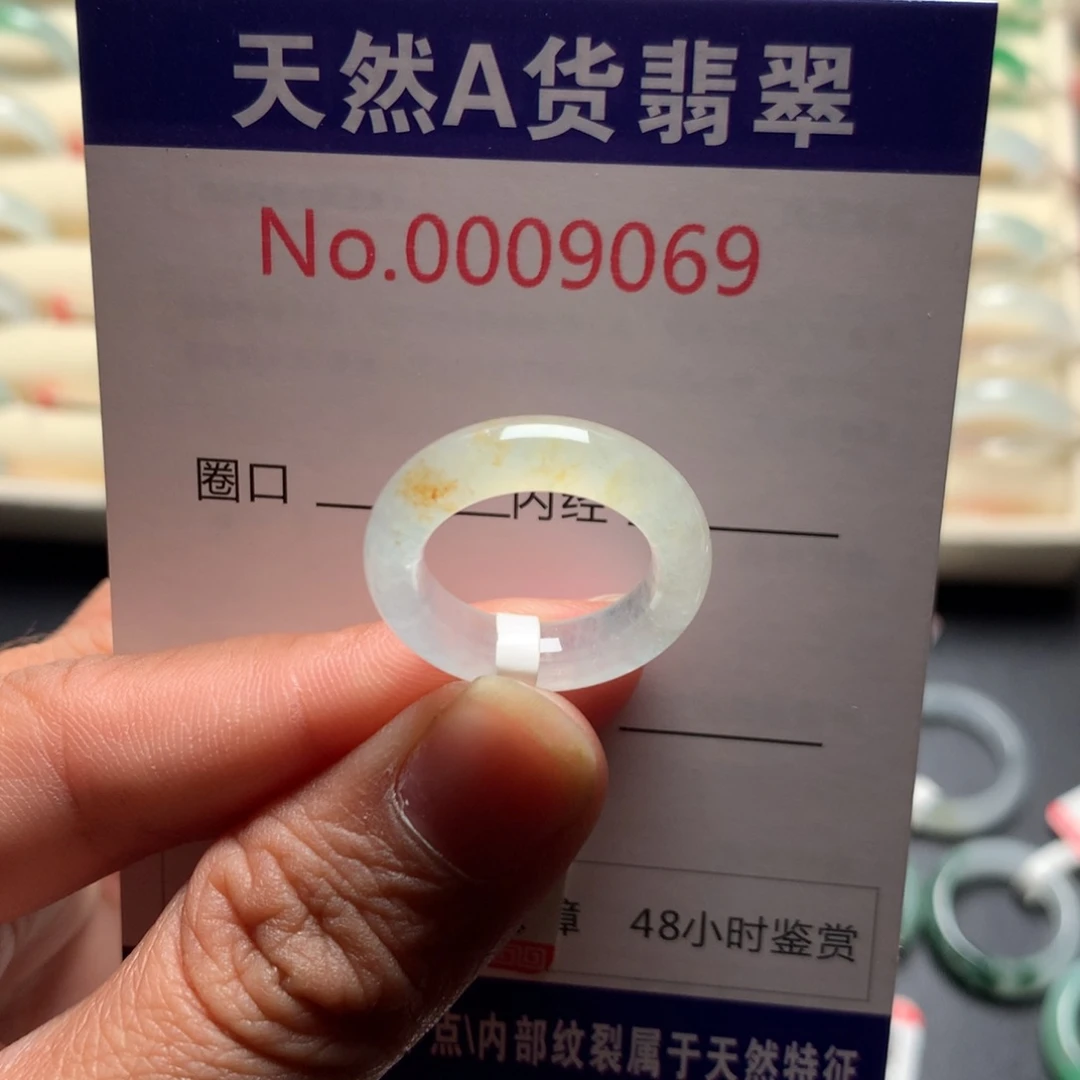 天然A货翡翠
No.0009069
圈口 内经
章 48小时鉴赏
点\内部纹裂属于天然特征